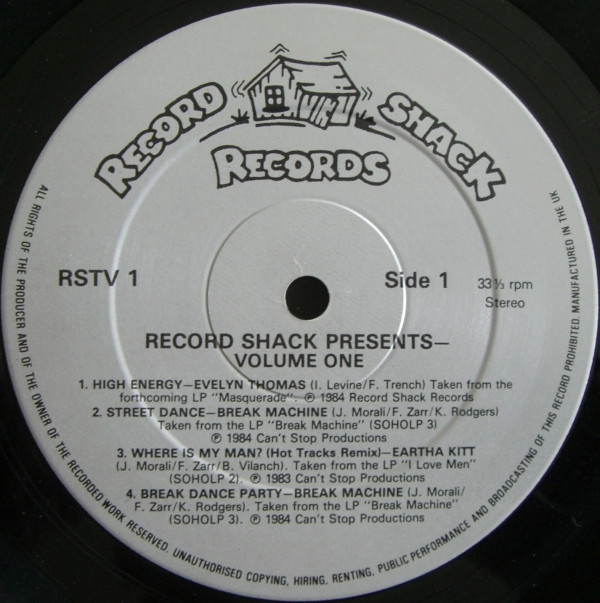 RECORD SHACK
RECORDS
RSTV 1
Side 1
33⅓ rpm
Stereo
RECORD SHACK PRESENTS—
VOLUME ONE
1. HIGH ENERGY—EVELYN THOMAS (I. Levine/F. Trench) Taken from the
forthcoming LP "Masquerade". ℗ 1984 Record Shack Records
2. STREET DANCE—BREAK MACHINE (J. Morali/F. Zarr/K. Rodgers)
Taken from the LP "Break Machine" (SOHOLP 3)
℗ 1984 Can't Stop Productions
3. WHERE IS MY MAN? (Hot Tracks Remix)—EARTHA KITT
(J. Morali/F. Zarr/B. Vilanch). Taken from the LP "I Love Men"
(SOHOLP 2). ℗ 1983 Can't Stop Productions
4. BREAK DANCE PARTY—BREAK MACHINE (J. Morali/
F. Zarr/K. Rodgers). Taken from the LP "Break Machine"
(SOHOLP 3). ℗ 1984 Can't Stop Productions
ALL RIGHTS OF THE PRODUCER AND OF THE OWNER OF THE RECORDED WORK RESERVED. UNAUTHORISED COPYING, HIRING, RENTING, PUBLIC PERFORMANCE AND BROADCASTING OF THIS RECORD PROHIBITED. MANUFACTURED IN THE UK.